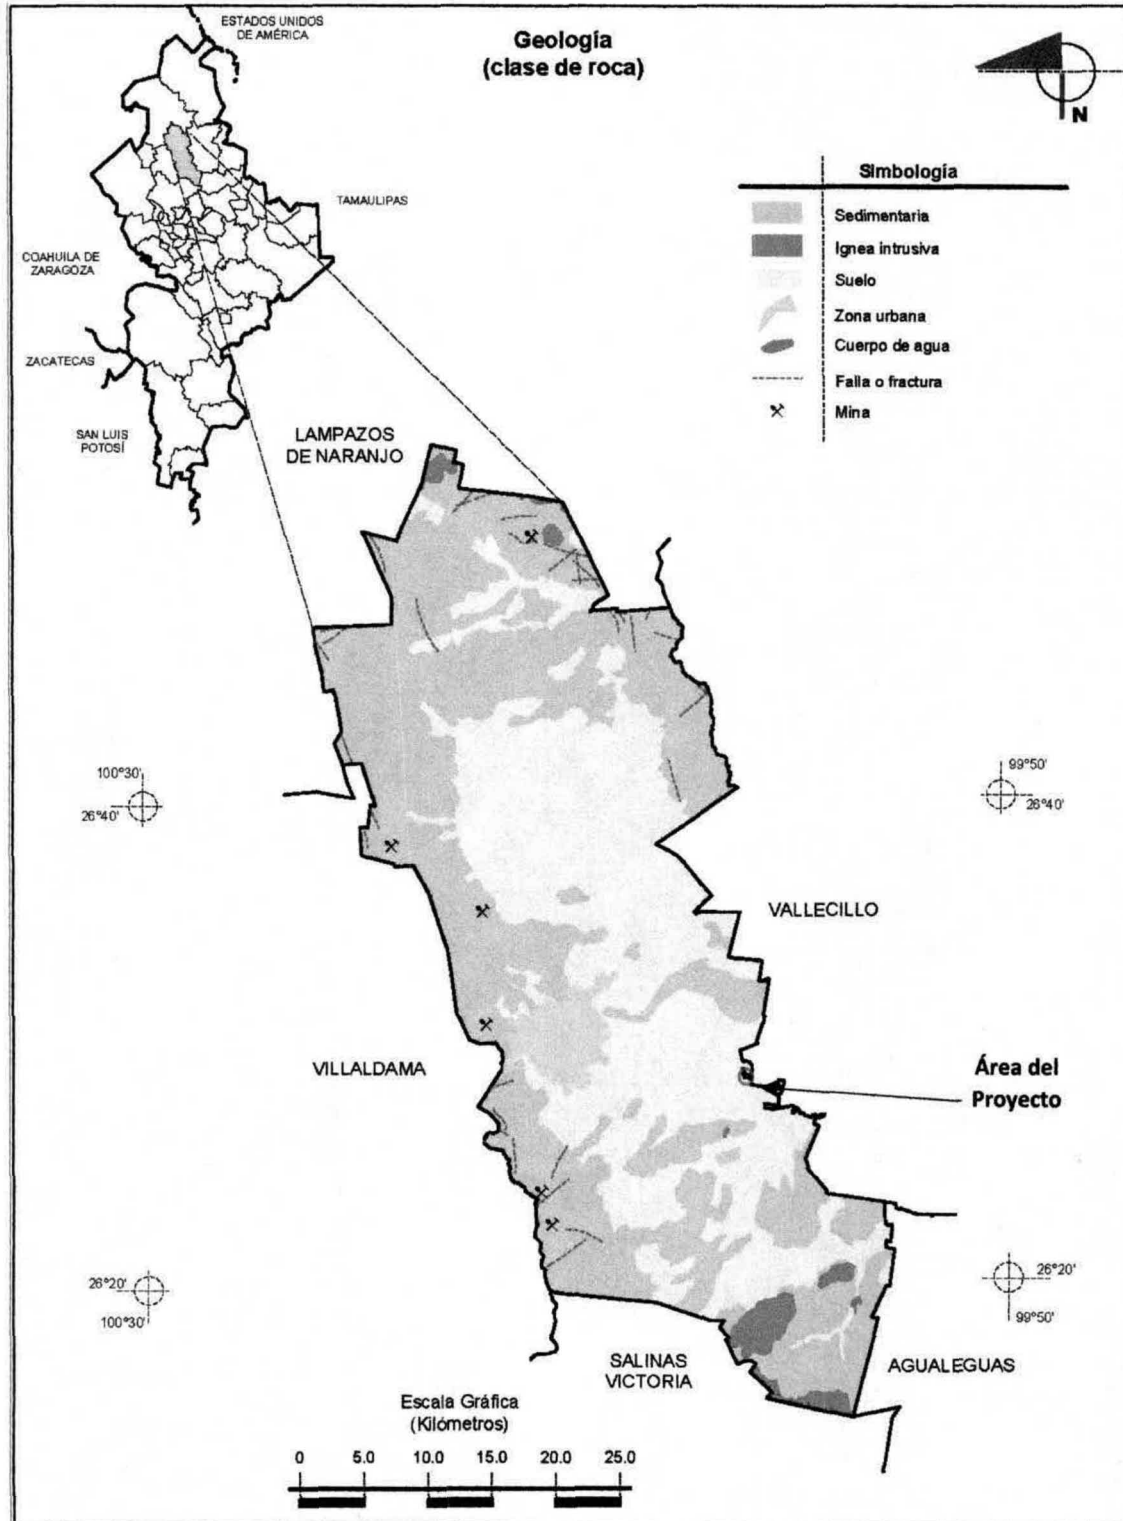 ESTADOS UNIDOS
DE AMÉRICA
Geología
(clase de roca)
N
TAMAULIPAS
COAHUILA DE
ZARAGOZA
ZACATECAS
SAN LUIS
POTOSÍ
Simbología
Sedimentaria
Ignea intrusiva
Suelo
Zona urbana
Cuerpo de agua
Falla o fractura
Mina
LAMPAZOS
DE NARANJO
100°30'
26°40'
99°50'
26°40'
VALLECILLO
VILLALDAMA
Área del
Proyecto
26°20'
100°30'
26°20'
99°50'
SALINAS
VICTORIA
AGUALEGUAS
Escala Gráfica
(Kilómetros)
0 5.0 10.0 15.0 20.0 25.0